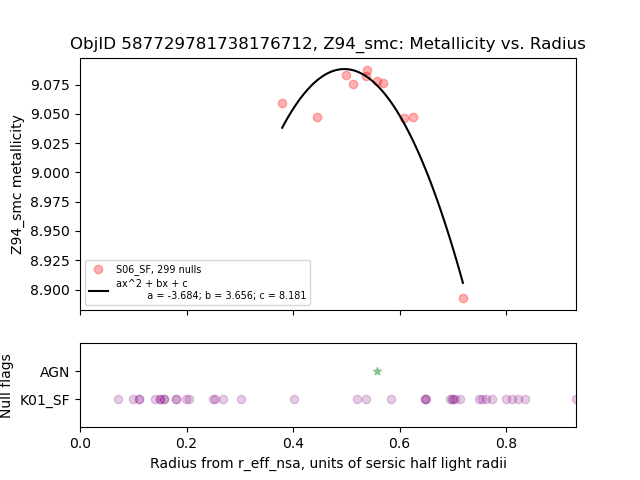 ObjID 587729781738176712, Z94_smc: Metallicity vs. Radius
9.075
9.050
9.025
9.000
8.975
8.950
8.925
8.900
Z94_smc metallicity
S06_SF, 299 nulls
ax^2 + bx + c
a = -3.684; b = 3.656; c = 8.181
Null flags
AGN
K01_SF
0.0 0.2 0.4 0.6 0.8
Radius from r_eff_nsa, units of sersic half light radii